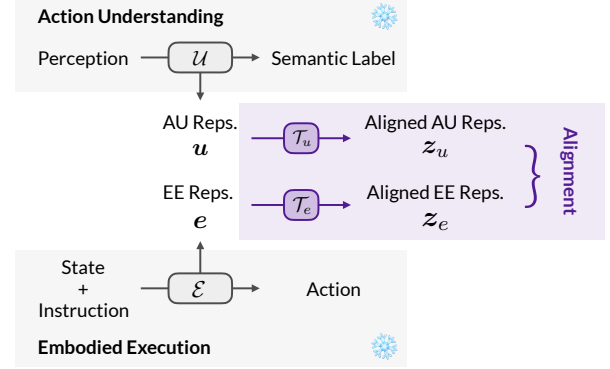 Action Understanding
Perception
𝒰
Semantic Label
AU Reps.
u
𝒯u
Aligned AU Reps.
zu
EE Reps.
e
𝒯e
Aligned EE Reps.
ze
Alignment
State
+
Instruction
ℰ
Action
Embodied Execution